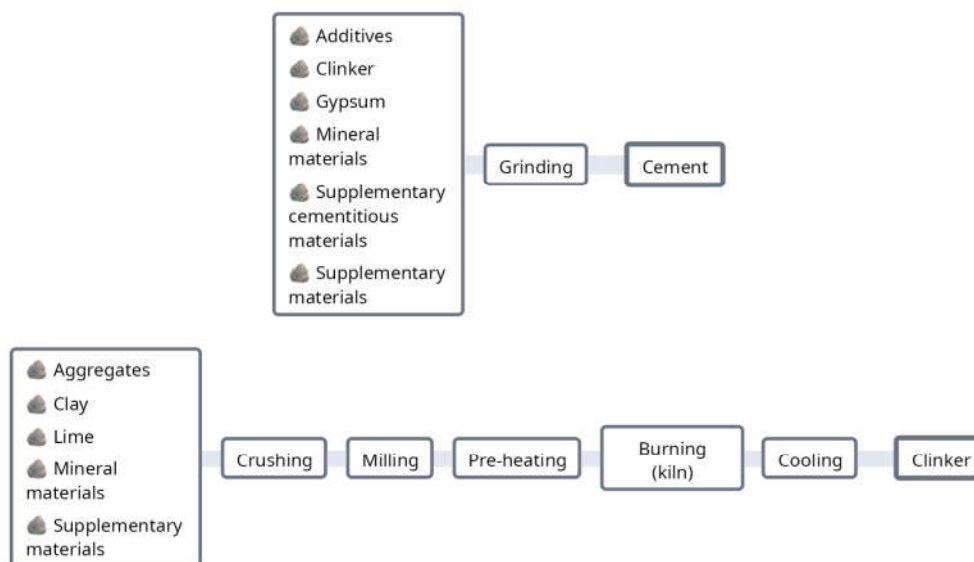 Additives
Clinker
Gypsum
Mineral
materials
Supplementary
cementitious
materials
Supplementary
materials
Grinding
Cement
Aggregates
Clay
Lime
Mineral
materials
Supplementary
materials
Crushing
Milling
Pre-heating
Burning
(kiln)
Cooling
Clinker